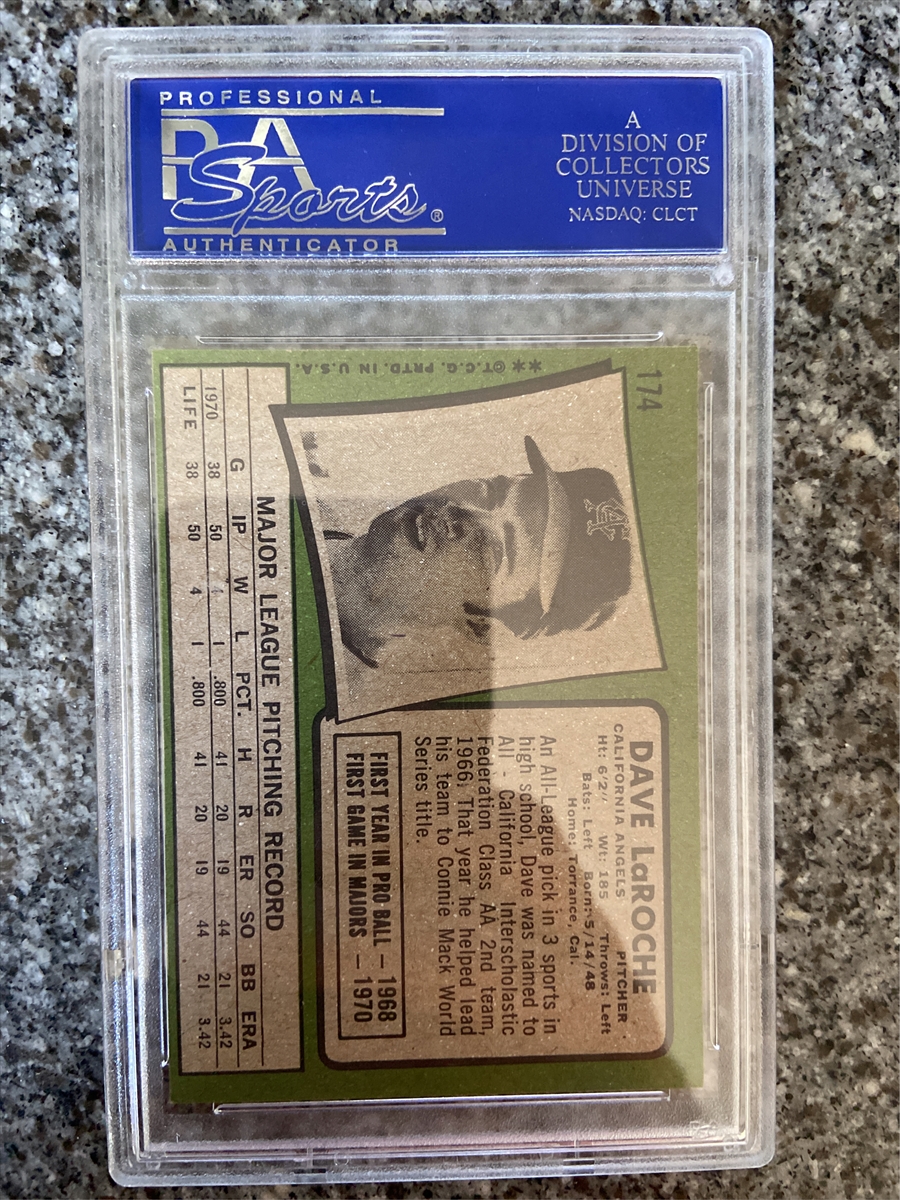 PROFESSIONAL
PSA
Sports®
AUTHENTICATOR
A
DIVISION OF
COLLECTORS
UNIVERSE
NASDAQ: CLCT
174
**©T.C.G. PRTD. IN U.S.A.
DAVE LaROCHE
CALIFORNIA ANGELS PITCHER
Ht: 6'2" Wt: 185 Throws: Left
Bats: Left Born: 5/14/48
Home: Torrance, Cal.
An All-League pick in 3 sports in
high school, Dave was named to
All - California Interscholastic
Federation Class AA 2nd team,
1966. That year he helped lead
his team to Connie Mack World
Series title.
FIRST YEAR IN PRO BALL — 1968
FIRST GAME IN MAJORS — 1970
MAJOR LEAGUE PITCHING RECORD
G IP W L PCT. H R. ER SO BB ERA
1970 38 50 4 1 .800 41 20 19 44 21 3.42
LIFE 38 50 4 1 .800 41 20 19 44 21 3.42